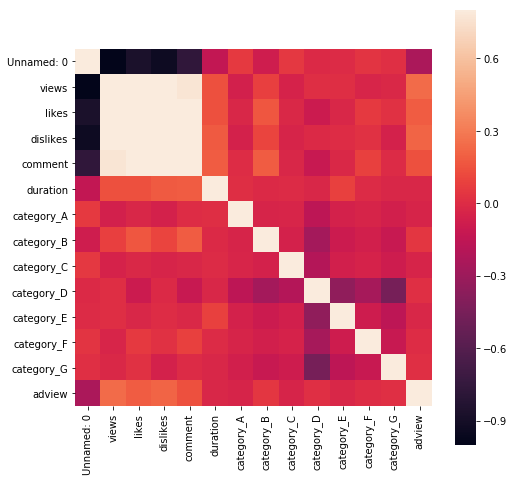 Unnamed: 0
views
likes
dislikes
comment
duration
category_A
category_B
category_C
category_D
category_E
category_F
category_G
adview
Unnamed: 0
views
likes
dislikes
comment
duration
category_A
category_B
category_C
category_D
category_E
category_F
category_G
adview
0.6
0.3
0.0
−0.3
−0.6
−0.9